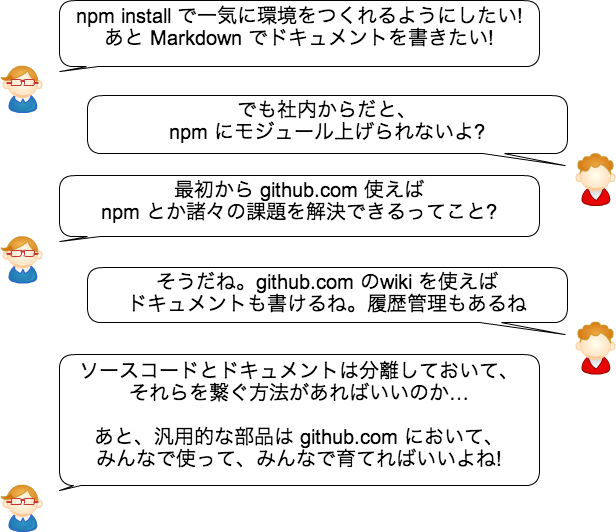 npm install で一気に環境をつくれるようにしたい!
あと Markdown でドキュメントを書きたい!
でも社内からだと、
npm にモジュール上げられないよ?
最初から github.com 使えば
npm とか諸々の課題を解決できるってこと?
そうだね。github.com のwiki を使えば
ドキュメントも書けるね。履歴管理もあるね
ソースコードとドキュメントは分離しておいて、
それらを繋ぐ方法があればいいのか...
あと、汎用的な部品は github.com において、
みんなで使って、みんなで育てればいいよね!